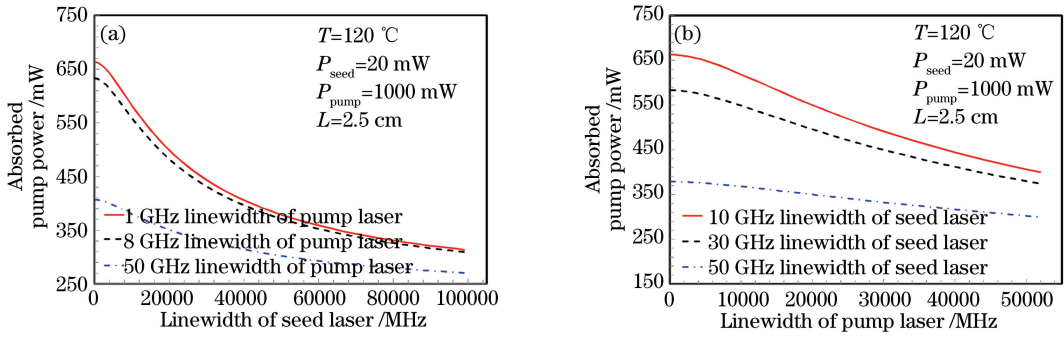 (a)
T=120 ℃
Pseed=20 mW
Ppump=1000 mW
L=2.5 cm
750
650
550
450
350
250
Absorbed
pump power /mW
1 GHz linewidth of pump laser
8 GHz linewidth of pump laser
50 GHz linewidth of pump laser
0 20000 40000 60000 80000 100000
Linewidth of seed laser /MHz
(b)
T=120 ℃
Pseed=20 mW
Ppump=1000 mW
L=2.5 cm
750
650
550
450
350
250
150
Absorbed
pump power /mW
10 GHz linewidth of seed laser
30 GHz linewidth of seed laser
50 GHz linewidth of seed laser
0 10000 20000 30000 40000 50000
Linewidth of pump laser /MHz